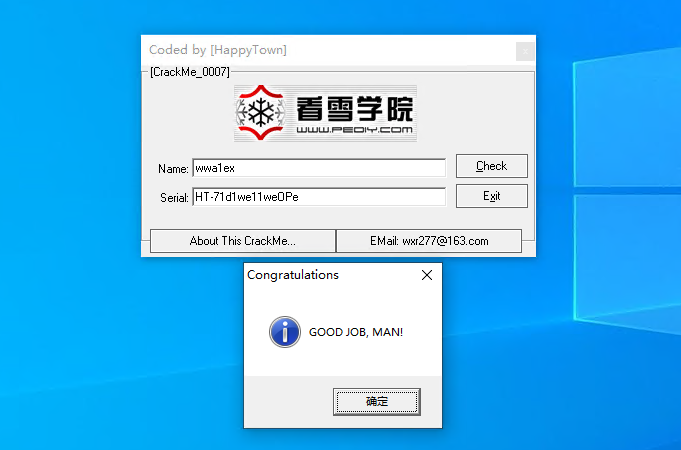 Coded by [HappyTown]
[CrackMe_0007]
看雪学院
WWW.PEDIY.COM
Name: wwa1ex
Check
Serial: HT-71d1we11weOPe
Exit
About This CrackMe...
EMail: wxr277@163.com
Congratulations
GOOD JOB, MAN!
确定